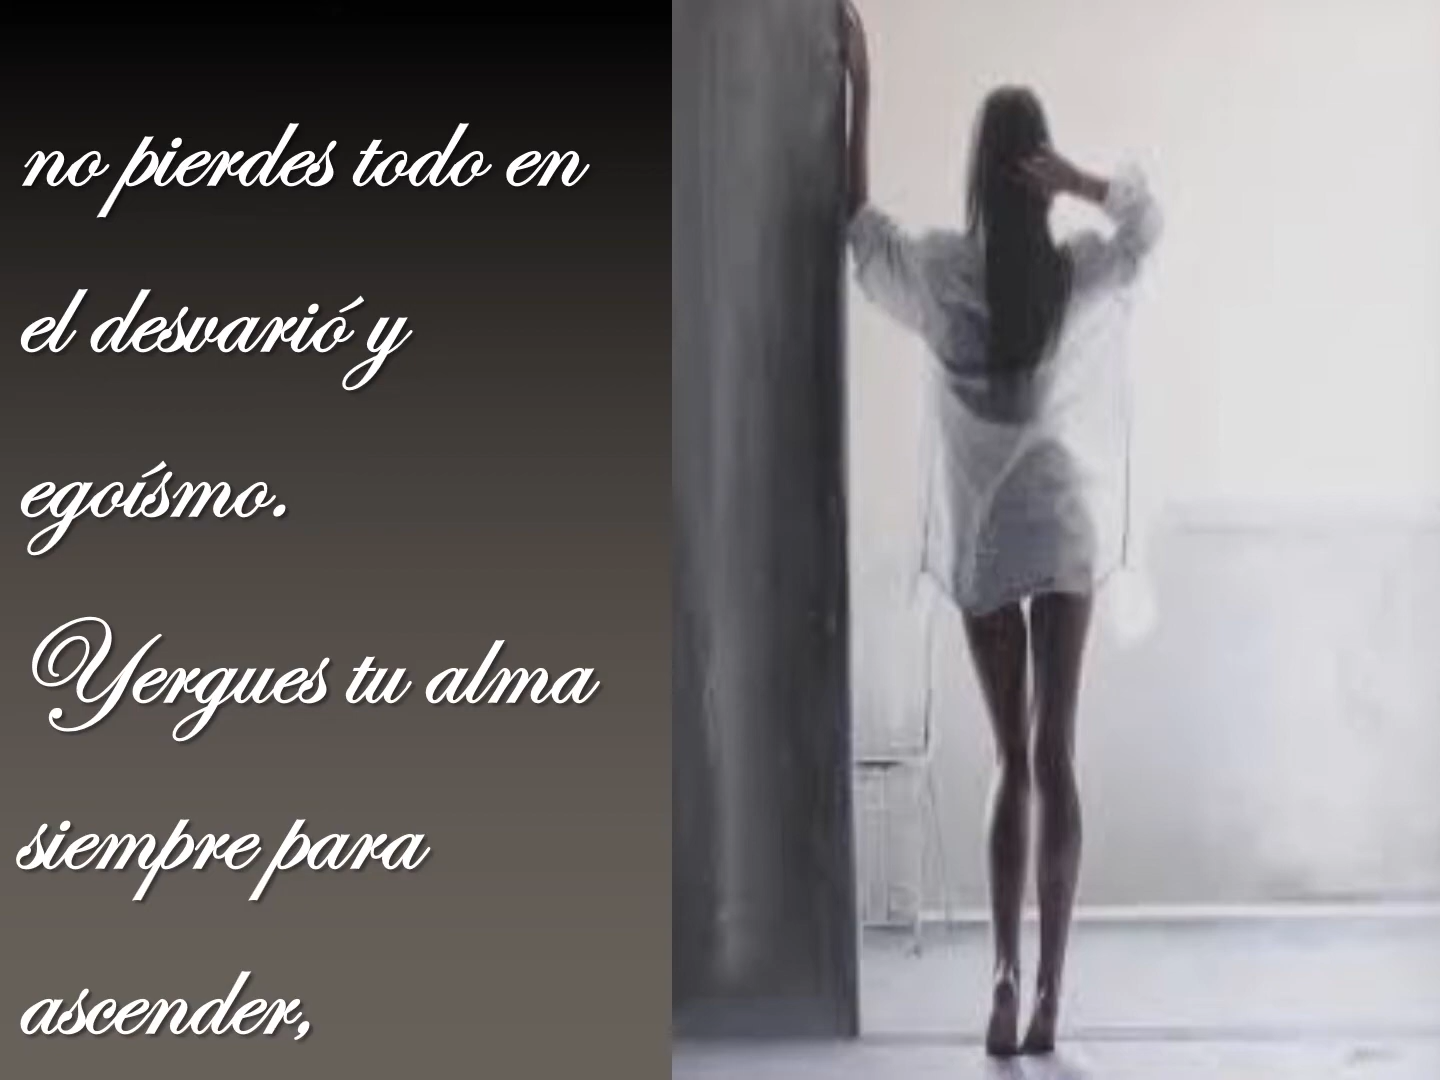 no pierdes todo en
el desvarió y
egoísmo.
Yergues tu alma
siempre para
ascender,